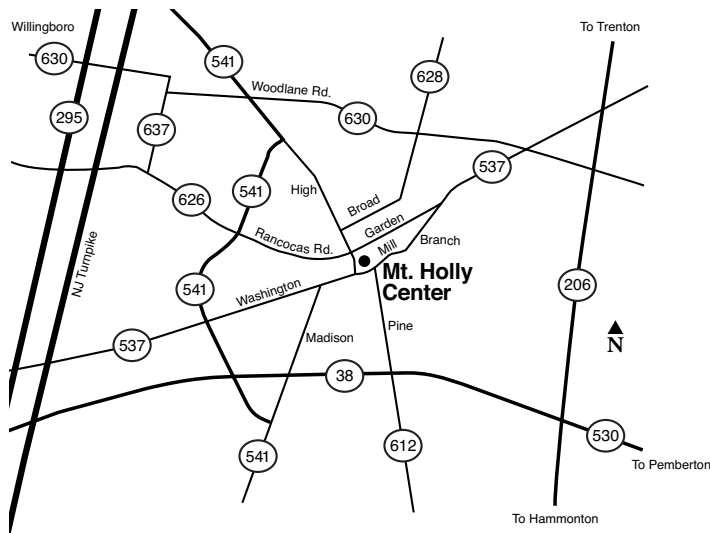 Willingboro
To Trenton
630
541
628
Woodlane Rd.
295
637
630
537
541
High
626
Broad
Garden
Rancocas Rd.
Mill
Branch
NJ Turnpike
Mt. Holly
Center
541
Washington
206
Pine
Madison
N
537
38
530
541
612
To Pemberton
To Hammonton